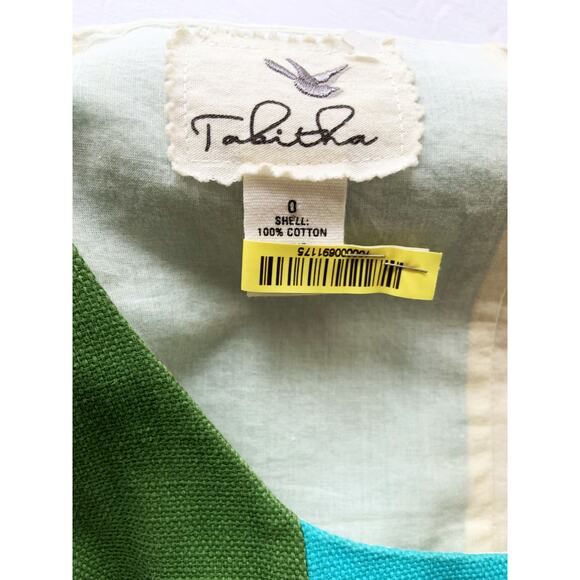 Tabitha
0
SHELL:
100% COTTON